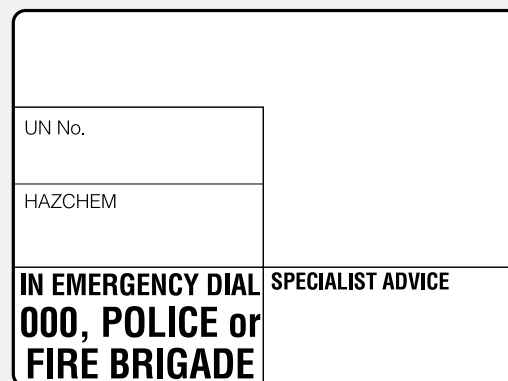 UN No.
HAZCHEM
IN EMERGENCY DIAL
000, POLICE or
FIRE BRIGADE
SPECIALIST ADVICE